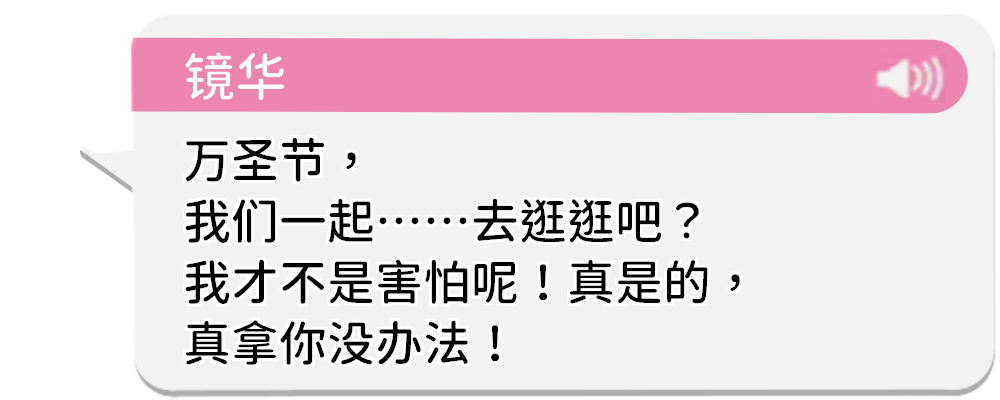 镜华
万圣节，
我们一起……去逛逛吧？
我才不是害怕呢！真是的，
真拿你没办法！